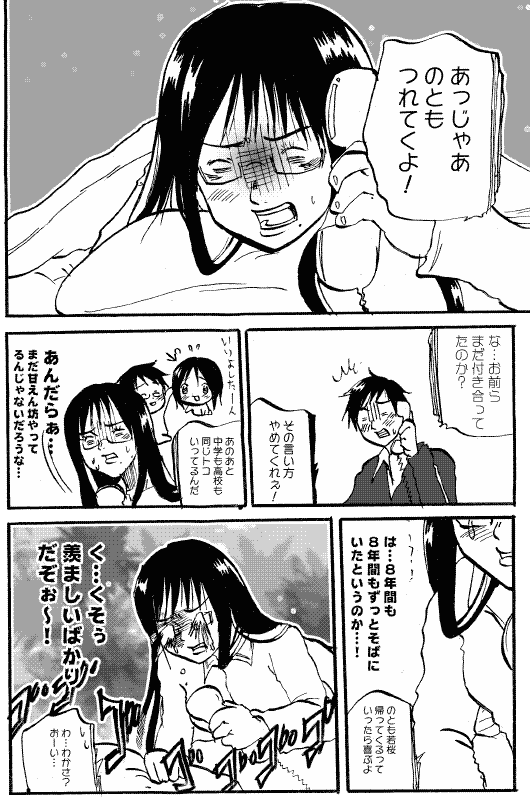 あっじゃあ
のとも
つれてくよ！
な…お前ら
まだ付き合って
たのか？
その言い方
やめてくれぇ！
いいよしたーん
あのあと
中学も高校も
同じトコ
いってるんだ
あんだらぁ…
まだ甘えん坊やって
るんじゃないだろうな…
は…８年間も
８年間もずっとそばに
いたというのか…！
のとも若桜
帰ってくるって
いったら喜ぶよ
く…くそぅ
羨ましいばかり
だぞぉ〜！
わ…わかさ？
おーい…